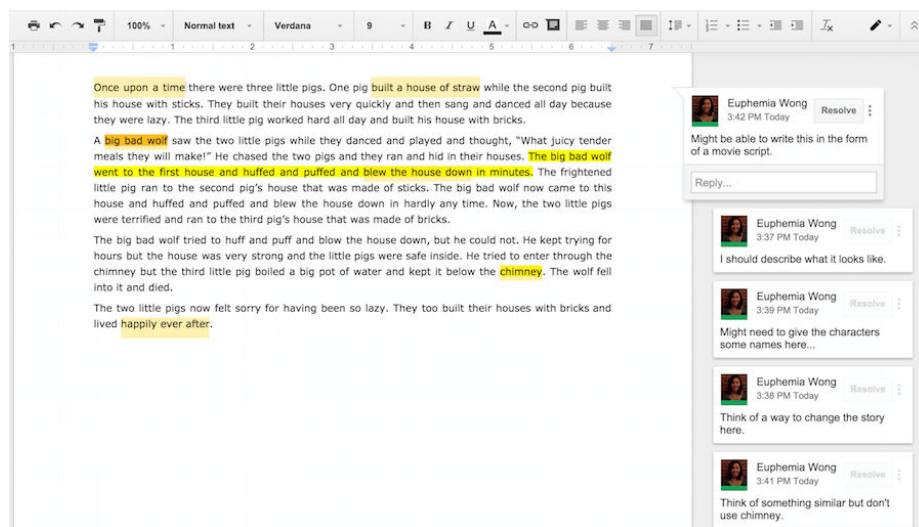 100% Normal text Verdana 9 B I U A
1 1 2 3 4 5 6 7
Once upon a time there were three little pigs. One pig built a house of straw while the second pig built
his house with sticks. They built their houses very quickly and then sang and danced all day because
they were lazy. The third little pig worked hard all day and built his house with bricks.
A big bad wolf saw the two little pigs while they danced and played and thought, “What juicy tender
meals they will make!” He chased the two pigs and they ran and hid in their houses. The big bad wolf
went to the first house and huffed and puffed and blew the house down in minutes. The frightened
little pig ran to the second pig’s house that was made of sticks. The big bad wolf now came to this
house and huffed and puffed and blew the house down in hardly any time. Now, the two little pigs
were terrified and ran to the third pig’s house that was made of bricks.
The big bad wolf tried to huff and puff and blow the house down, but he could not. He kept trying for
hours but the house was very strong and the little pigs were safe inside. He tried to enter through the
chimney but the third little pig boiled a big pot of water and kept it below the chimney. The wolf fell
into it and died.
The two little pigs now felt sorry for having been so lazy. They too built their houses with bricks and
lived happily ever after.
Euphemia Wong
3:42 PM Today
Resolve
Might be able to write this in the form
of a movie script.
Reply...
Euphemia Wong
3:37 PM Today
Resolve
I should describe what it looks like.
Euphemia Wong
3:39 PM Today
Resolve
Might need to give the characters
some names here...
Euphemia Wong
3:38 PM Today
Resolve
Think of a way to change the story
here.
Euphemia Wong
3:41 PM Today
Resolve
Think of something similar but don't
use chimney.